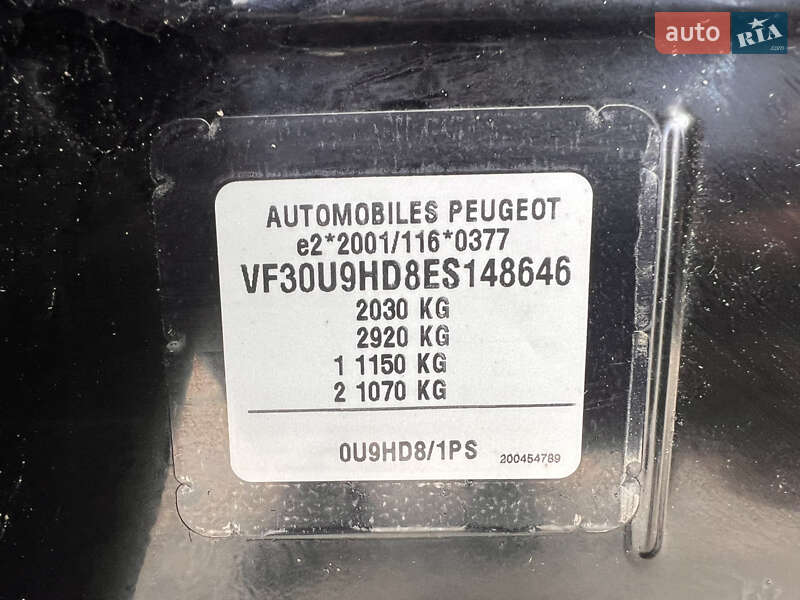 auto RIA
.com
AUTOMOBILES PEUGEOT
e2*2001/116*0377
VF30U9HD8ES148646
2030 KG
2920 KG
1 1150 KG
2 1070 KG
0U9HD8/1PS
200454789